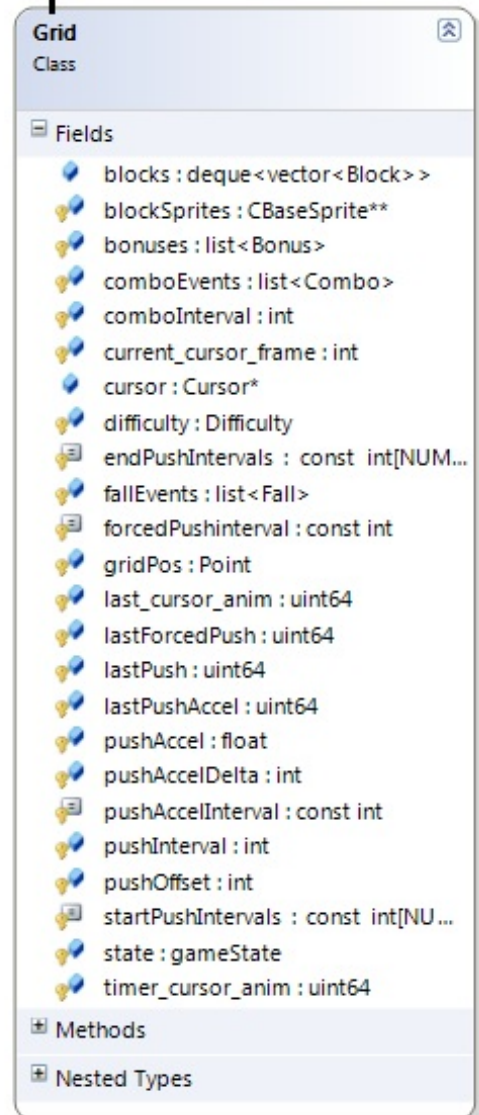 Grid
Class
Fields
blocks : deque<vector<Block> >
blockSprites : CBaseSprite**
bonuses : list<Bonus>
comboEvents : list<Combo>
comboInterval : int
current_cursor_frame : int
cursor : Cursor*
difficulty : Difficulty
endPushIntervals : const int[NUM...
fallEvents : list<Fall>
forcedPushinterval : const int
gridPos : Point
last_cursor_anim : uint64
lastForcedPush : uint64
lastPush : uint64
lastPushAccel : uint64
pushAccel : float
pushAccelDelta : int
pushAccelInterval : const int
pushInterval : int
pushOffset : int
startPushIntervals : const int[NU...
state : gameState
timer_cursor_anim : uint64
Methods
Nested Types